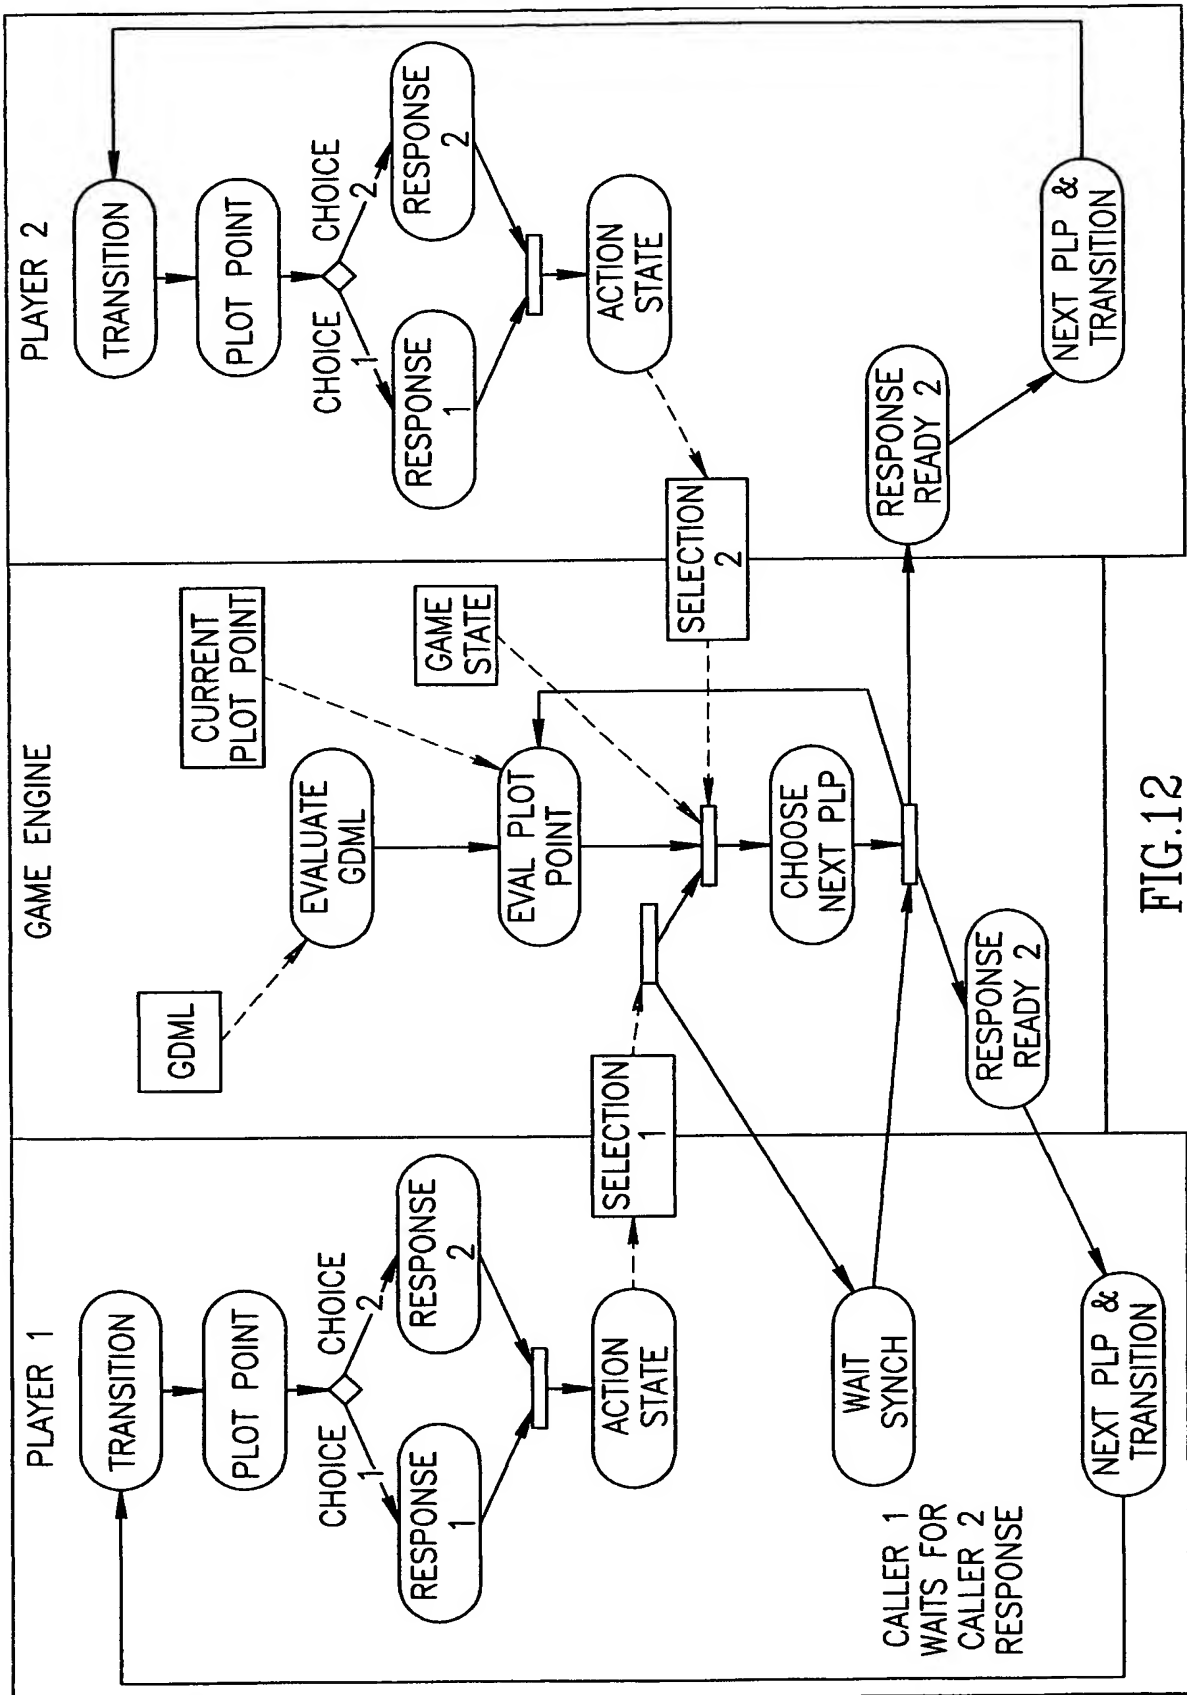 PLAYER 1
TRANSITION
PLOT POINT
CHOICE
1
CHOICE
2
RESPONSE
1
RESPONSE
2
ACTION
STATE
SELECTION
1
WAIT
SYNCH
CALLER 1
WAITS FOR
CALLER 2
RESPONSE
NEXT PLP &
TRANSITION
GAME ENGINE
GDML
EVALUATE
GDML
CURRENT
PLOT POINT
EVAL PLOT
POINT
GAME
STATE
CHOOSE
NEXT PLP
RESPONSE
READY 2
PLAYER 2
TRANSITION
PLOT POINT
CHOICE
1
CHOICE
2
RESPONSE
1
RESPONSE
2
ACTION
STATE
SELECTION
2
RESPONSE
READY 2
NEXT PLP &
TRANSITION
FIG.12